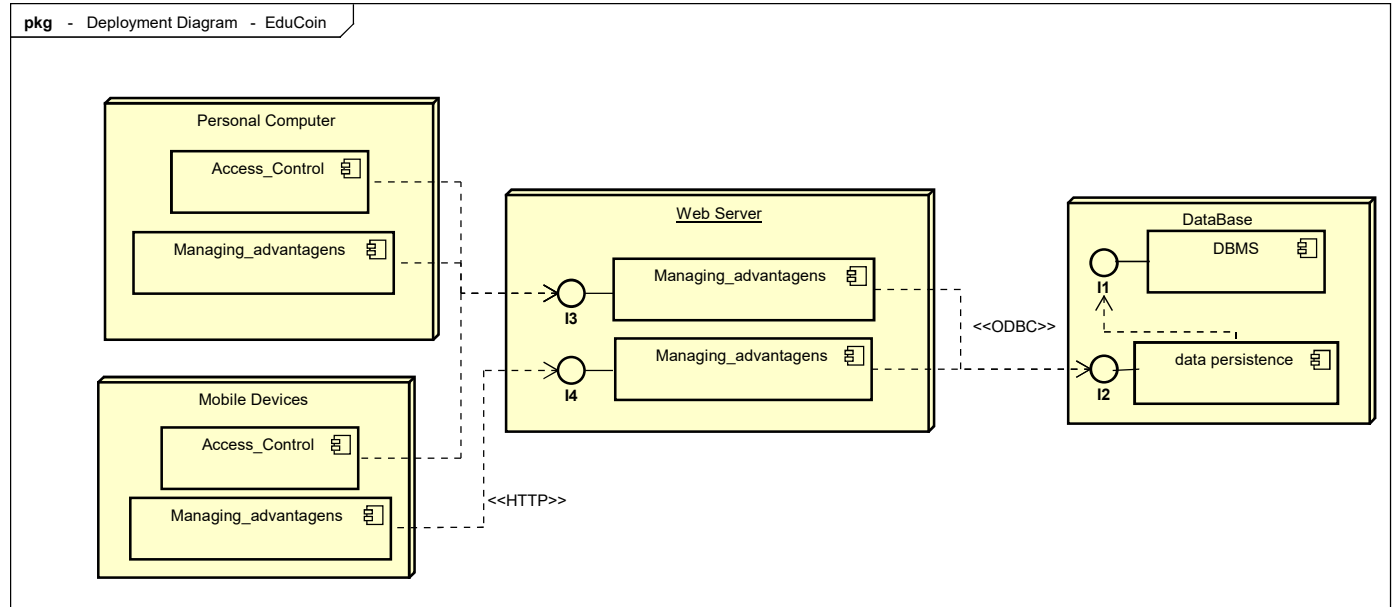 pkg - Deployment Diagram - EduCoin
Personal Computer
Access_Control
Managing_advantagens
Mobile Devices
Access_Control
Managing_advantagens
<<HTTP>>
Web Server
Managing_advantagens
I3
Managing_advantagens
I4
<<ODBC>>
DataBase
DBMS
I1
data persistence
I2